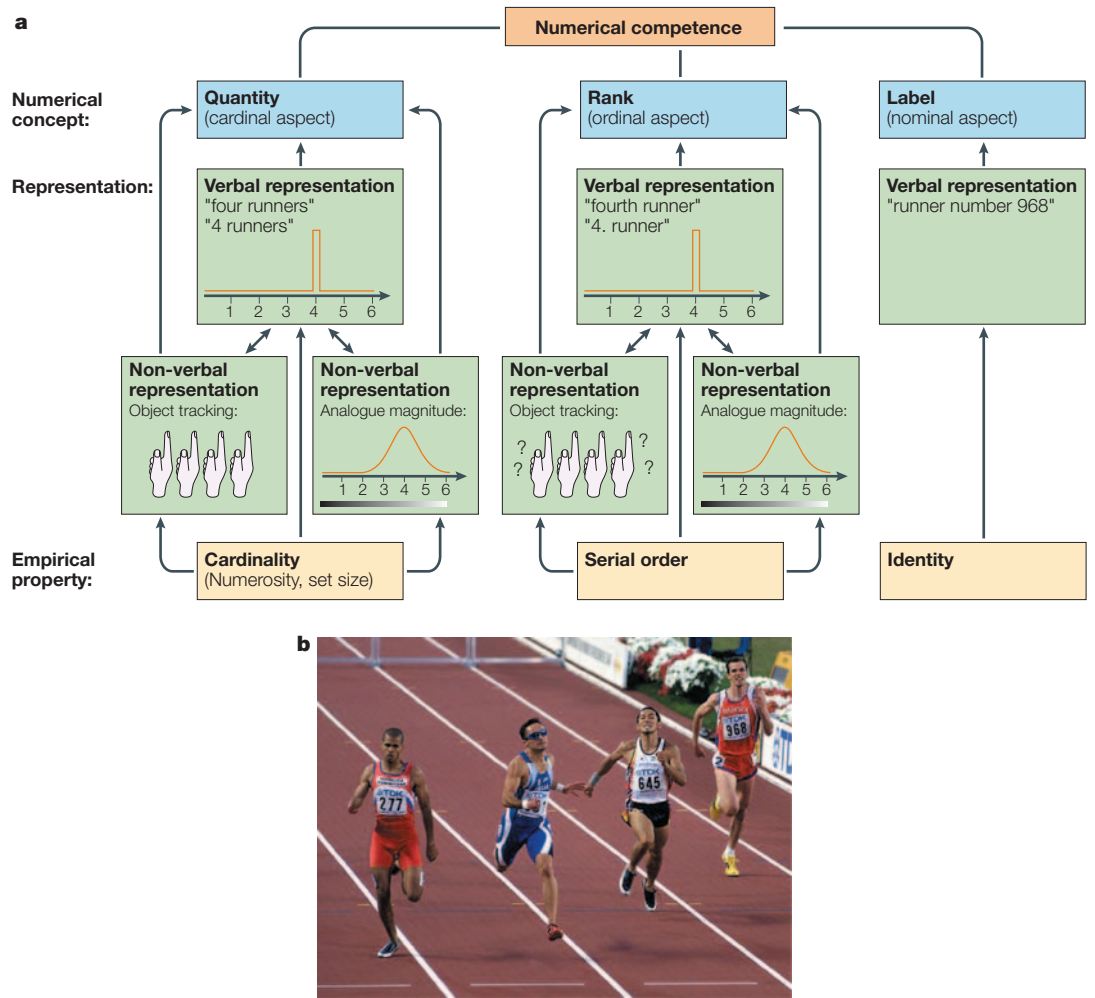 a
Numerical competence
Numerical
concept:
Quantity
(cardinal aspect)
Rank
(ordinal aspect)
Label
(nominal aspect)
Representation:
Verbal representation
"four runners"
"4 runners"
1 2 3 4 5 6
Verbal representation
"fourth runner"
"4. runner"
1 2 3 4 5 6
Verbal representation
"runner number 968"
Non-verbal
representation
Object tracking:
Non-verbal
representation
Analogue magnitude:
1 2 3 4 5 6
Non-verbal
representation
Object tracking:
? ?
? ?
Non-verbal
representation
Analogue magnitude:
1 2 3 4 5 6
Empirical
property:
Cardinality
(Numerosity, set size)
Serial order
Identity
b
TDK
277
TDK
TDK
645
TDK
968
2
TD